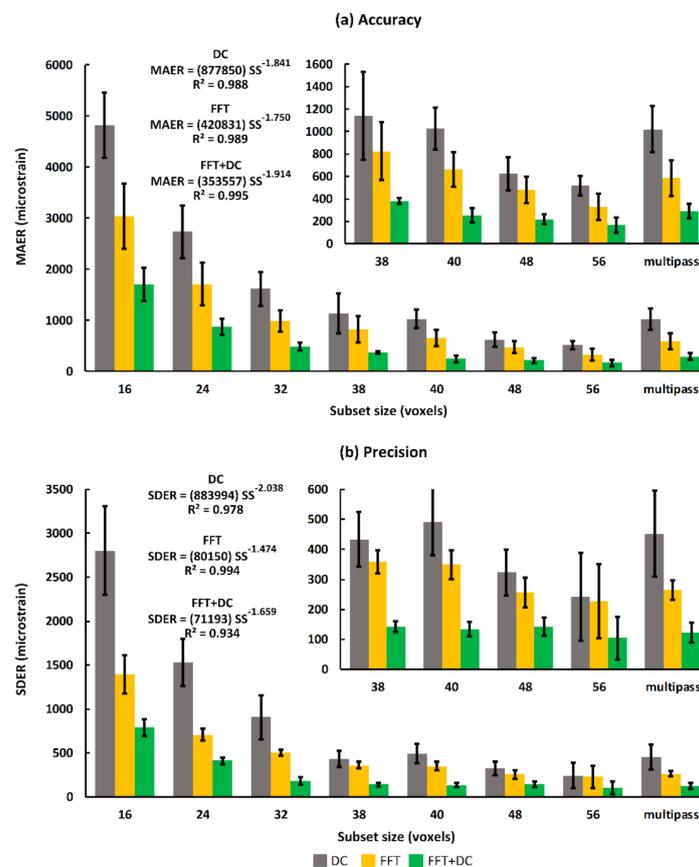 (a) Accuracy
DC
MAER = (877850) SS^-1.841
R² = 0.988
FFT
MAER = (420831) SS^-1.750
R² = 0.989
FFT+DC
MAER = (353557) SS^-1.914
R² = 0.995
MAER (microstrain)
6000
5000
4000
3000
2000
1000
0
16 24 32 38 40 48 56 multipass
Subset size (voxels)
1600
1400
1200
1000
800
600
400
200
0
38 40 48 56 multipass
(b) Precision
DC
SDER = (883994) SS^-2.038
R² = 0.978
FFT
SDER = (80150) SS^-1.474
R² = 0.994
FFT+DC
SDER = (71193) SS^-1.659
R² = 0.934
SDER (microstrain)
3500
3000
2500
2000
1500
1000
500
0
16 24 32 38 40 48 56 multipass
Subset size (voxels)
600
500
400
300
200
100
0
38 40 48 56 multipass
DC FFT FFT+DC